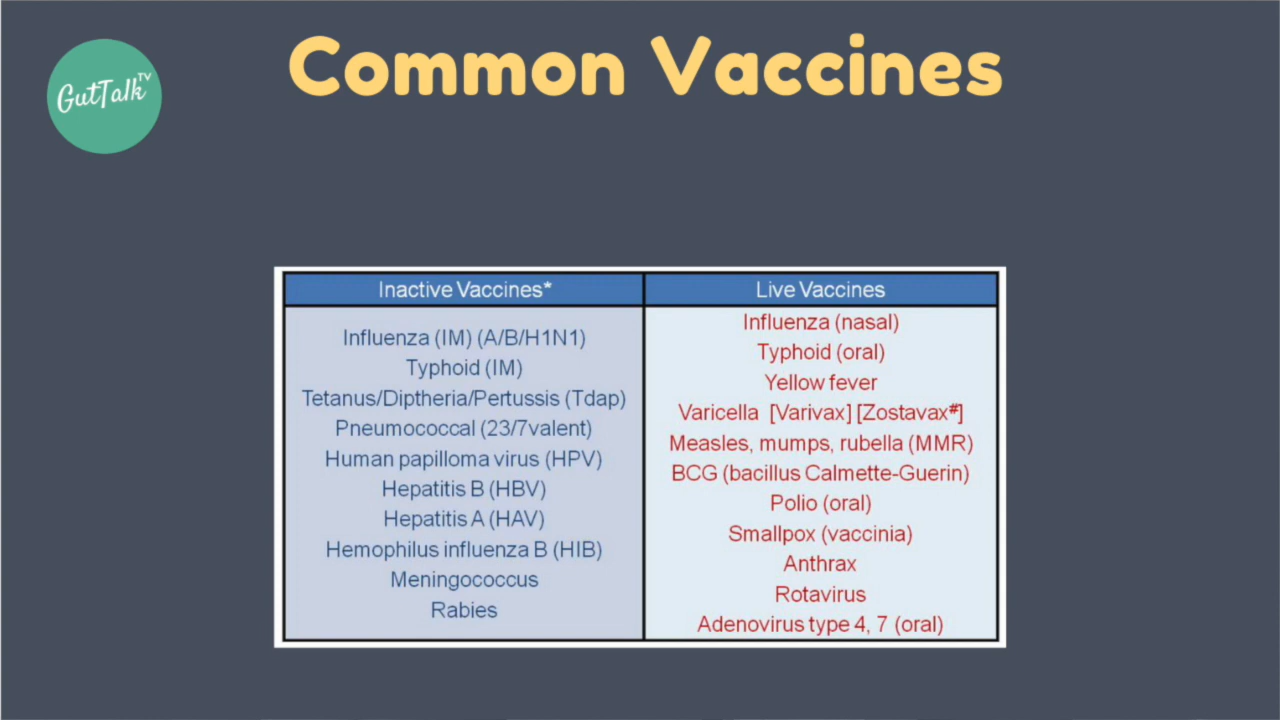 GutTalk TV
Common Vaccines
Inactive Vaccines*
Influenza (IM) (A/B/H1N1)
Typhoid (IM)
Tetanus/Diptheria/Pertussis (Tdap)
Pneumococcal (23/7valent)
Human papilloma virus (HPV)
Hepatitis B (HBV)
Hepatitis A (HAV)
Hemophilus influenza B (HIB)
Meningococcus
Rabies
Live Vaccines
Influenza (nasal)
Typhoid (oral)
Yellow fever
Varicella [Varivax] [Zostavax#]
Measles, mumps, rubella (MMR)
BCG (bacillus Calmette-Guerin)
Polio (oral)
Smallpox (vaccinia)
Anthrax
Rotavirus
Adenovirus type 4, 7 (oral)